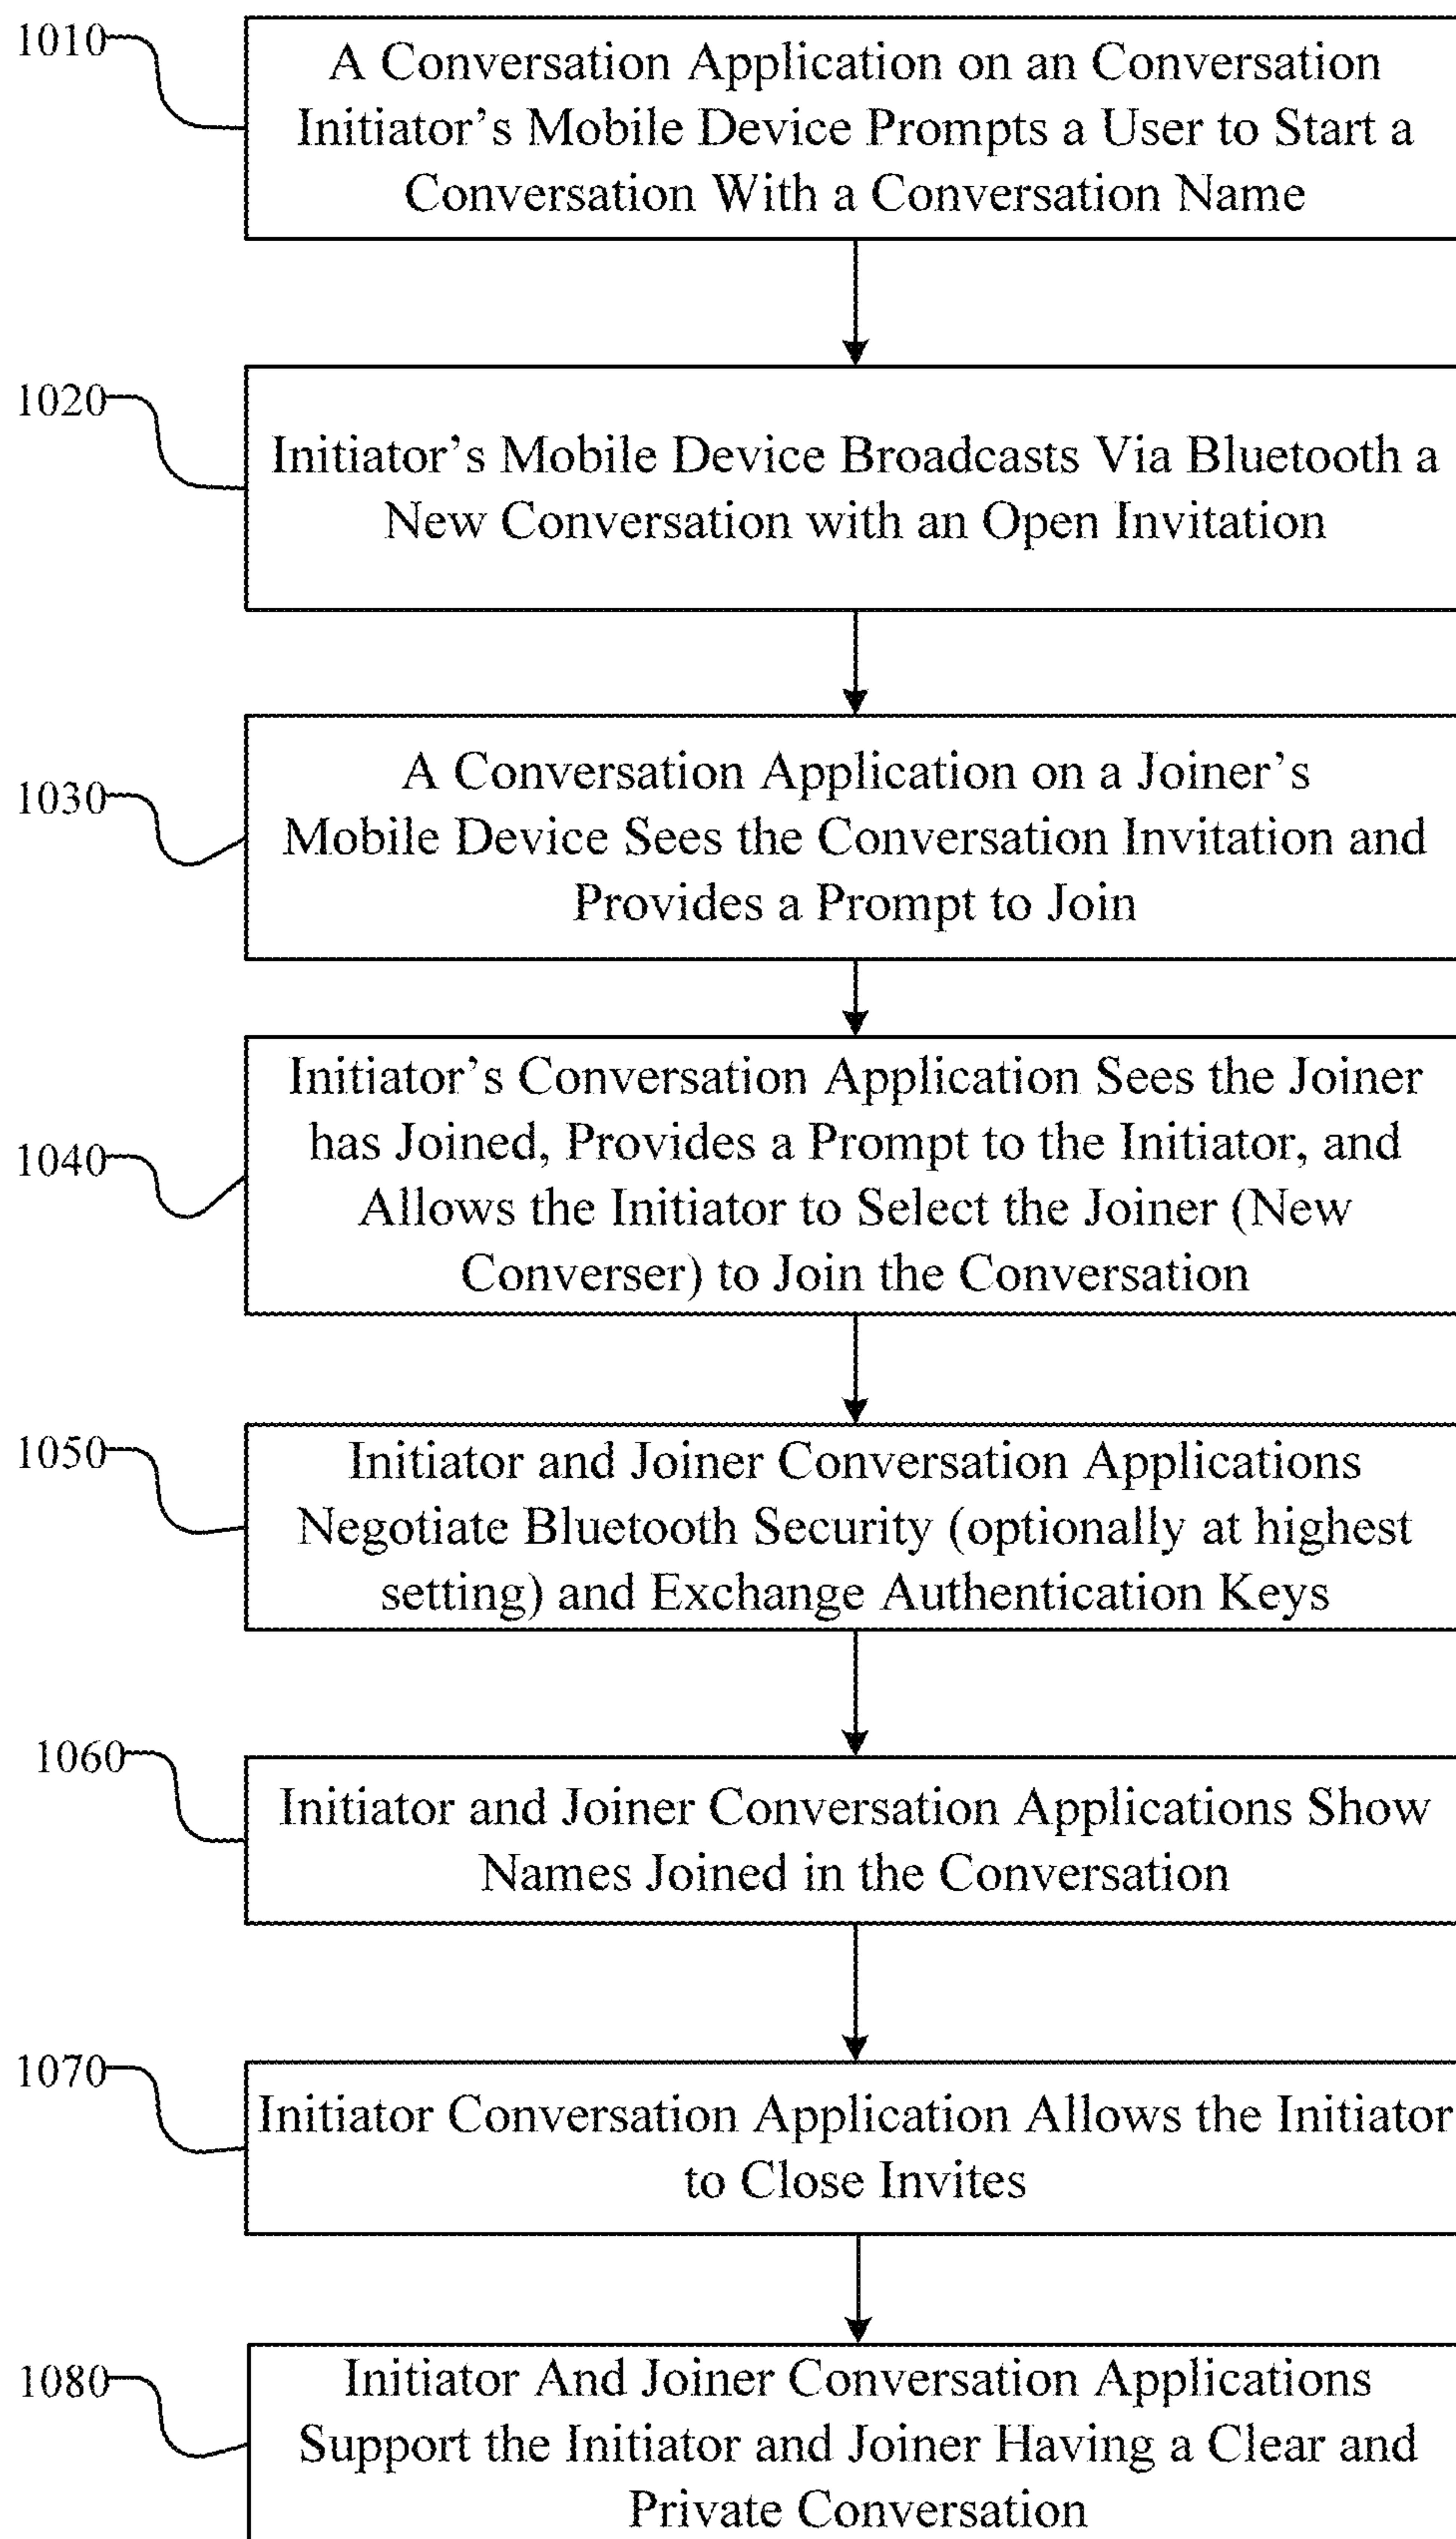 1010
A Conversation Application on an Conversation
Initiator's Mobile Device Prompts a User to Start a
Conversation With a Conversation Name
1020
Initiator's Mobile Device Broadcasts Via Bluetooth a
New Conversation with an Open Invitation
1030
A Conversation Application on a Joiner's
Mobile Device Sees the Conversation Invitation and
Provides a Prompt to Join
1040
Initiator's Conversation Application Sees the Joiner
has Joined, Provides a Prompt to the Initiator, and
Allows the Initiator to Select the Joiner (New
Converser) to Join the Conversation
1050
Initiator and Joiner Conversation Applications
Negotiate Bluetooth Security (optionally at highest
setting) and Exchange Authentication Keys
1060
Initiator and Joiner Conversation Applications Show
Names Joined in the Conversation
1070
Initiator Conversation Application Allows the Initiator
to Close Invites
1080
Initiator And Joiner Conversation Applications
Support the Initiator and Joiner Having a Clear and
Private Conversation